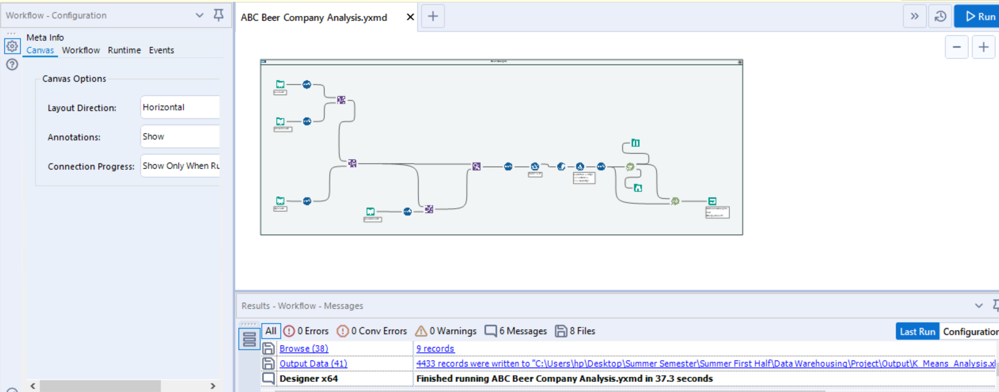 Workflow - Configuration
Meta Info
Canvas Workflow Runtime Events
Canvas Options
Layout Direction: Horizontal
Annotations: Show
Connection Progress: Show Only When Ru
ABC Beer Company Analysis.yxmd
Run
Results - Workflow - Messages
All 0 Errors 0 Conv Errors 0 Warnings 6 Messages 8 Files
Last Run Configuration
Browse (38) 9 records
Output Data (41) 4433 records were written to "C:\Users\hp\Desktop\Summer Semester\Summer First Half\Data Warehousing\Project\Output\K_Means_Analysis.xl
Designer x64 Finished running ABC Beer Company Analysis.yxmd in 37.3 seconds